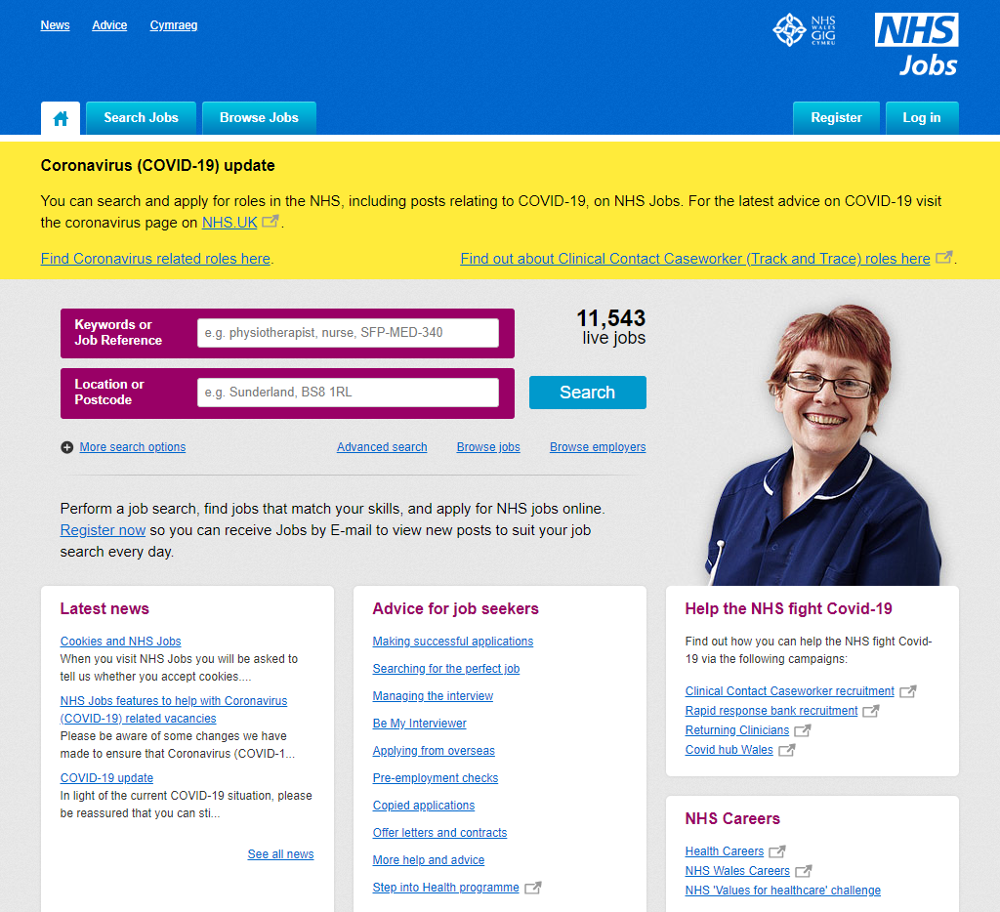 News Advice Cymraeg
NHS
WALES
GIG
CYMRU
NHS
Jobs
Search Jobs Browse Jobs Register Log in
Coronavirus (COVID-19) update
You can search and apply for roles in the NHS, including posts relating to COVID-19, on NHS Jobs. For the latest advice on COVID-19 visit
the coronavirus page on NHS.UK .
Find Coronavirus related roles here.
Find out about Clinical Contact Caseworker (Track and Trace) roles here .
Keywords or
Job Reference
e.g. physiotherapist, nurse, SFP-MED-340
11,543
live jobs
Location or
Postcode
e.g. Sunderland, BS8 1RL
Search
More search options Advanced search Browse jobs Browse employers
Perform a job search, find jobs that match your skills, and apply for NHS jobs online.
Register now so you can receive Jobs by E-mail to view new posts to suit your job
search every day.
Latest news
Cookies and NHS Jobs
When you visit NHS Jobs you will be asked to
tell us whether you accept cookies....
NHS Jobs features to help with Coronavirus
(COVID-19) related vacancies
Please be aware of some changes we have
made to ensure that Coronavirus (COVID-1...
COVID-19 update
In light of the current COVID-19 situation, please
be reassured that you can sti...
See all news
Advice for job seekers
Making successful applications
Searching for the perfect job
Managing the interview
Be My Interviewer
Applying from overseas
Pre-employment checks
Copied applications
Offer letters and contracts
More help and advice
Step into Health programme
Help the NHS fight Covid-19
Find out how you can help the NHS fight Covid-
19 via the following campaigns:
Clinical Contact Caseworker recruitment
Rapid response bank recruitment
Returning Clinicians
Covid hub Wales
NHS Careers
Health Careers
NHS Wales Careers
NHS 'Values for healthcare' challenge